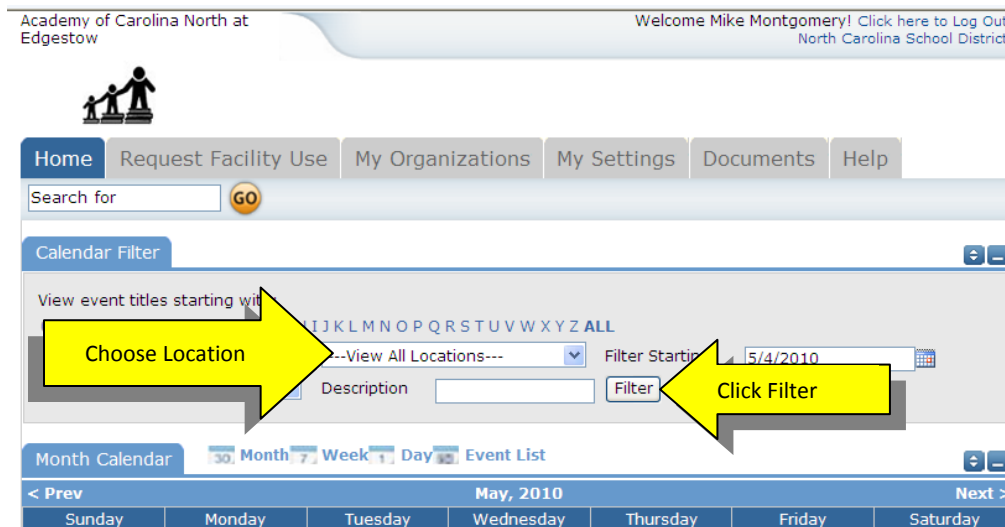 Academy of Carolina North at
Edgestow
Welcome Mike Montgomery! Click here to Log Out
North Carolina School District
Home Request Facility Use My Organizations My Settings Documents Help
Search for GO
Calendar Filter
View event titles starting with
I J K L M N O P Q R S T U V W X Y Z ALL
Choose Location
---View All Locations--- Filter Starting 5/4/2010
Description Filter Click Filter
Month Calendar 30 Month 7 Week 1 Day Event List
< Prev May, 2010 Next >
Sunday Monday Tuesday Wednesday Thursday Friday Saturday